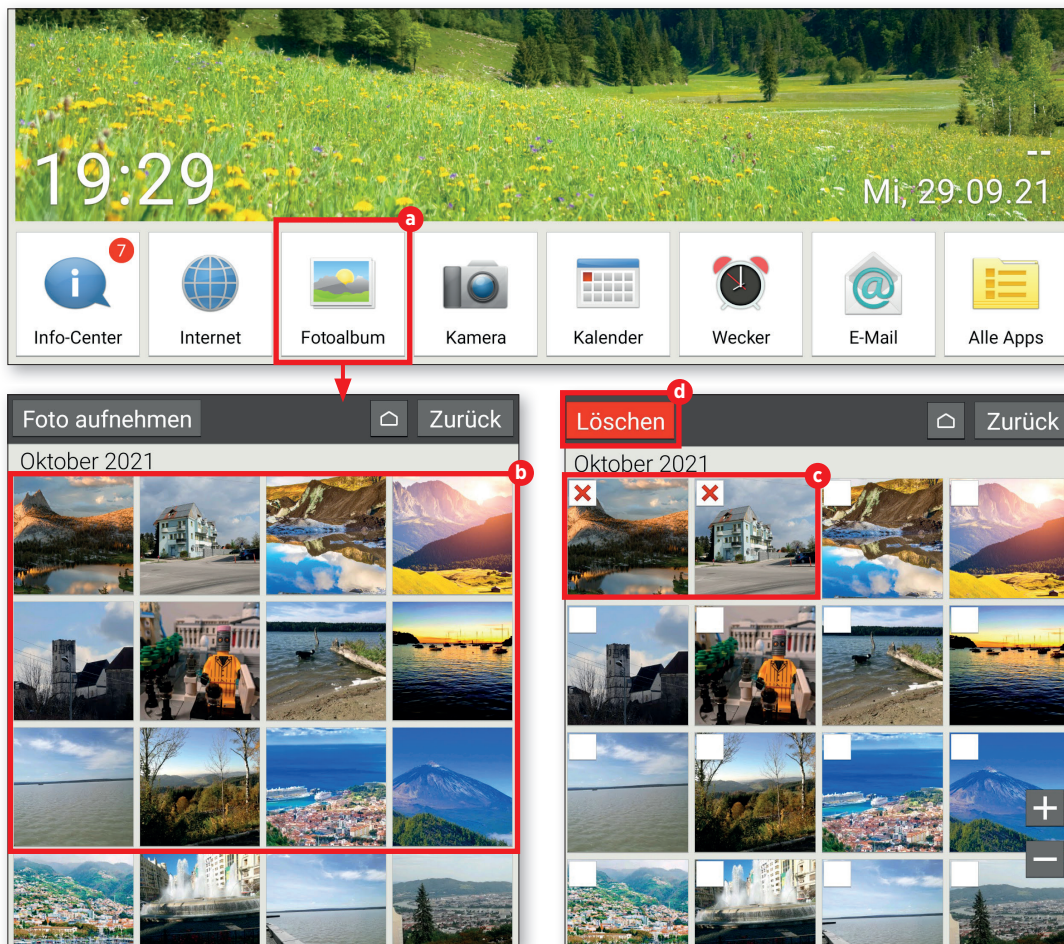 19:29
--
Mi, 29.09.21
a
7
Info-Center
Internet
Fotoalbum
Kamera
Kalender
Wecker
E-Mail
Alle Apps
Foto aufnehmen
Zurück
Oktober 2021
b
d
Löschen
Zurück
Oktober 2021
c